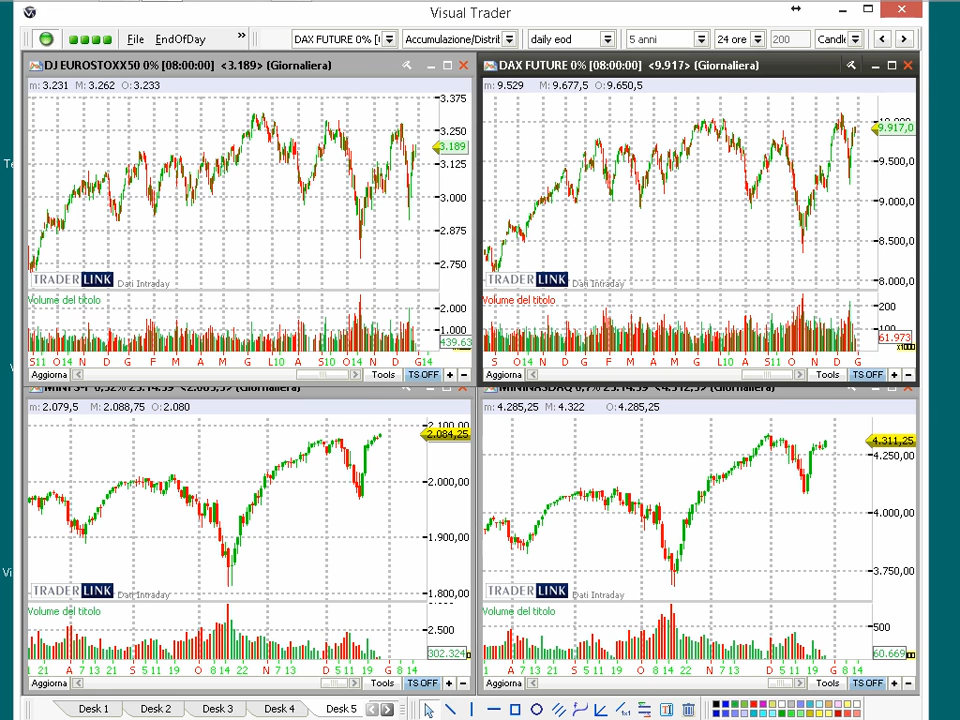 Visual Trader
File EndOfDay » DAX FUTURE 0% [ Accumulazione/Distrib daily eod 5 anni 24 ore 200 Candle
DJ EUROSTOXX50 0% [08:00:00] <3.189> (Giornaliera)
m: 3.231 M: 3.262 O: 3.233
3.375
3.250
3.189
3.125
3.000
2.875
2.750
TRADER LINK Dati Intraday
Volume del titolo
2.000
1.000
439.63
S11 O14 N D G F M A M G L10 A S10 O14 N D G14
Aggiorna Tools TS OFF + -
DAX FUTURE 0% [08:00:00] <9.917> (Giornaliera)
m: 9.529 M: 9.677,5 O: 9.650,5
10.000
9.917,0
9.500,0
9.000,0
8.500,0
8.000,0
TRADER LINK Dati Intraday
Volume del titolo
200
100
61.973
x100
S O14 N D G F M A M G L A S O N D G
Aggiorna Tools TS OFF + -
m: 2.079,5 M: 2.088,75 O: 2.080
2.100,00
2.084,25
2.000,00
1.900,00
1.800,00
TRADER LINK Dati Intraday
Volume del titolo
2.500
302.324
21 A 7 13 21 S 11 19 O 8 14 22 N 7 13 D 5 11 19 G 8 14
Aggiorna Tools TS OFF + -
m: 4.285,25 M: 4.322 O: 4.285,25
4.311,25
4.250,00
4.000,00
3.750,00
TRADER LINK Dati Intraday
Volume del titolo
500
60.669
21 A 7 13 21 S 11 19 O 8 14 22 N 7 13 D 5 11 19 G 8 14
Aggiorna Tools TS OFF + -
Desk 1 Desk 2 Desk 3 Desk 4 Desk 5